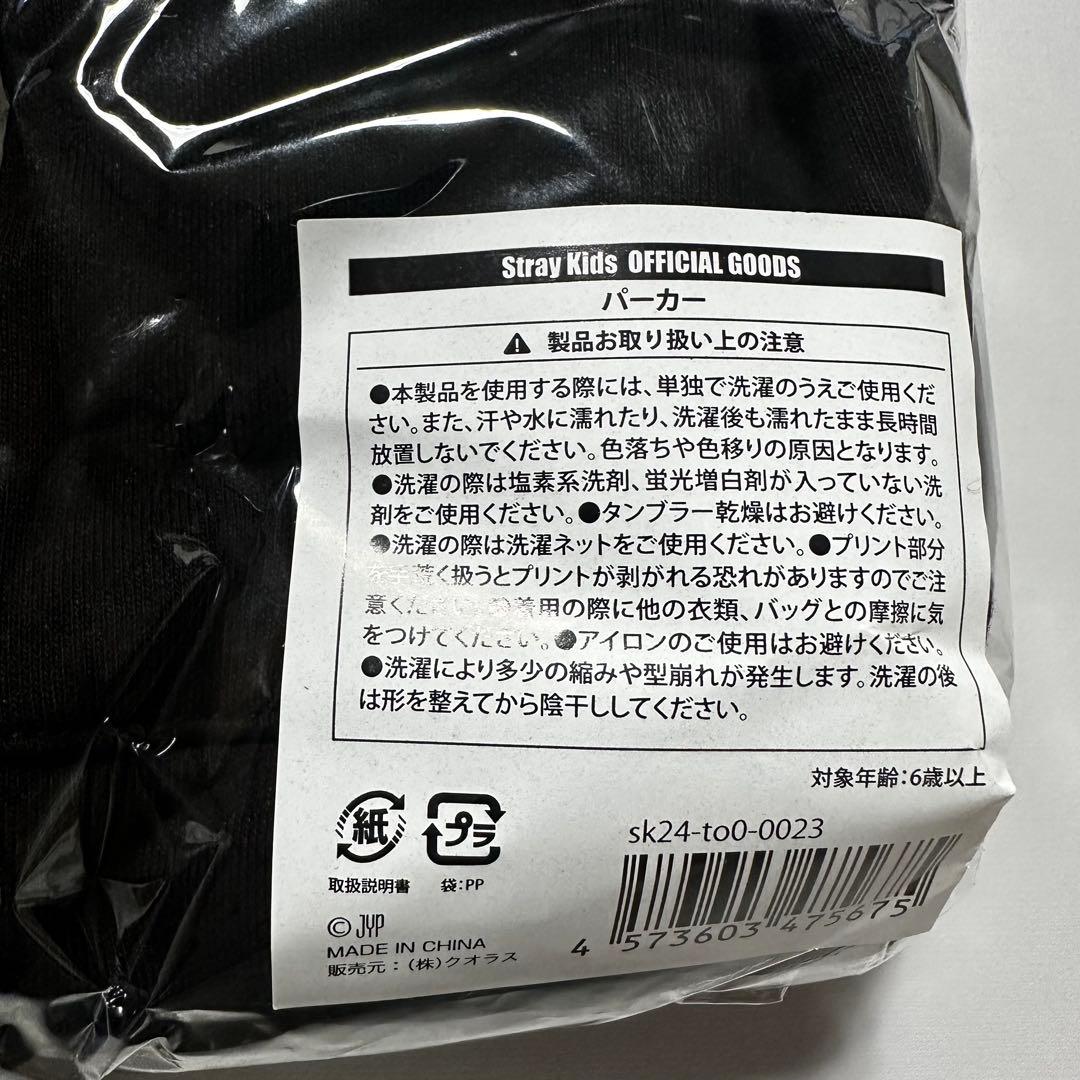 Stray Kids OFFICIAL GOODS
パーカー
⚠ 製品お取り扱い上の注意
●本製品を使用する際には、単独で洗濯のうえご使用くだ
さい。また、汗や水に濡れたり、洗濯後も濡れたまま長時間
放置しないでください。色落ちや色移りの原因となります。
●洗濯の際は塩素系洗剤、蛍光増白剤が入っていない洗
剤をご使用ください。●タンブラー乾燥はお避けください。
●洗濯の際は洗濯ネットをご使用ください。●プリント部分
を手荒く扱うとプリントが剥がれる恐れがありますのでご注
意ください。着用の際に他の衣類、バッグとの摩擦に気
をつけてください。●アイロンのご使用はお避けください。
●洗濯により多少の縮みや型崩れが発生します。洗濯の後
は形を整えてから陰干ししてください。
対象年齢：6歳以上
紙 プラ
取扱説明書 袋：PP
sk24-to0-0023
4 573603 475675
© JYP
MADE IN CHINA
販売元：（株）クオラス